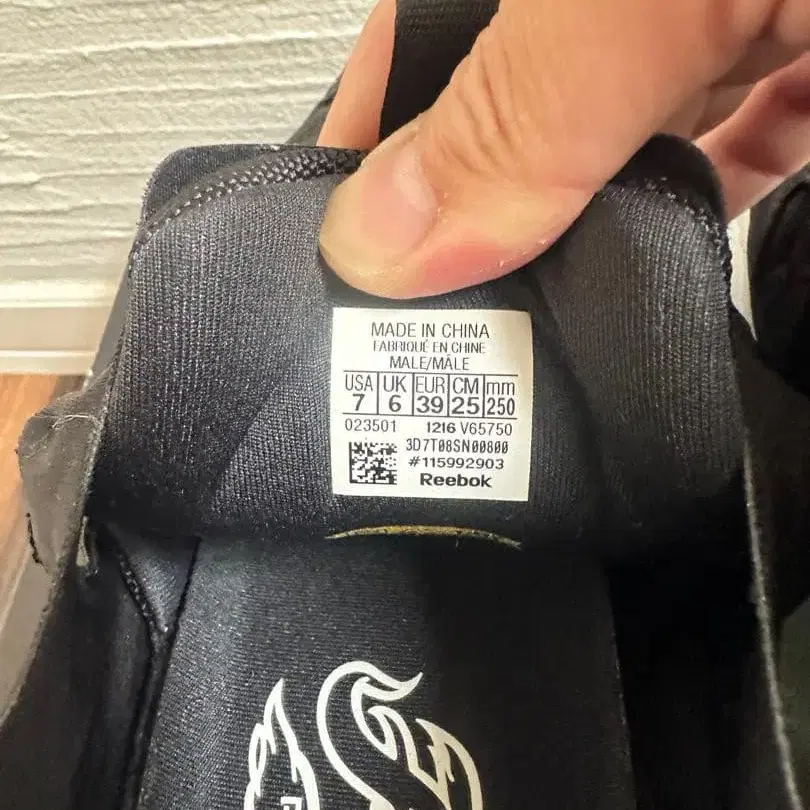 MADE IN CHINA
FABRIQUÉ EN CHINE
MALE/MÂLE
USA UK EUR CM mm
7 6 39 25 250
023501 1216 V65750
3D7T08SN00800
#115992903
Reebok